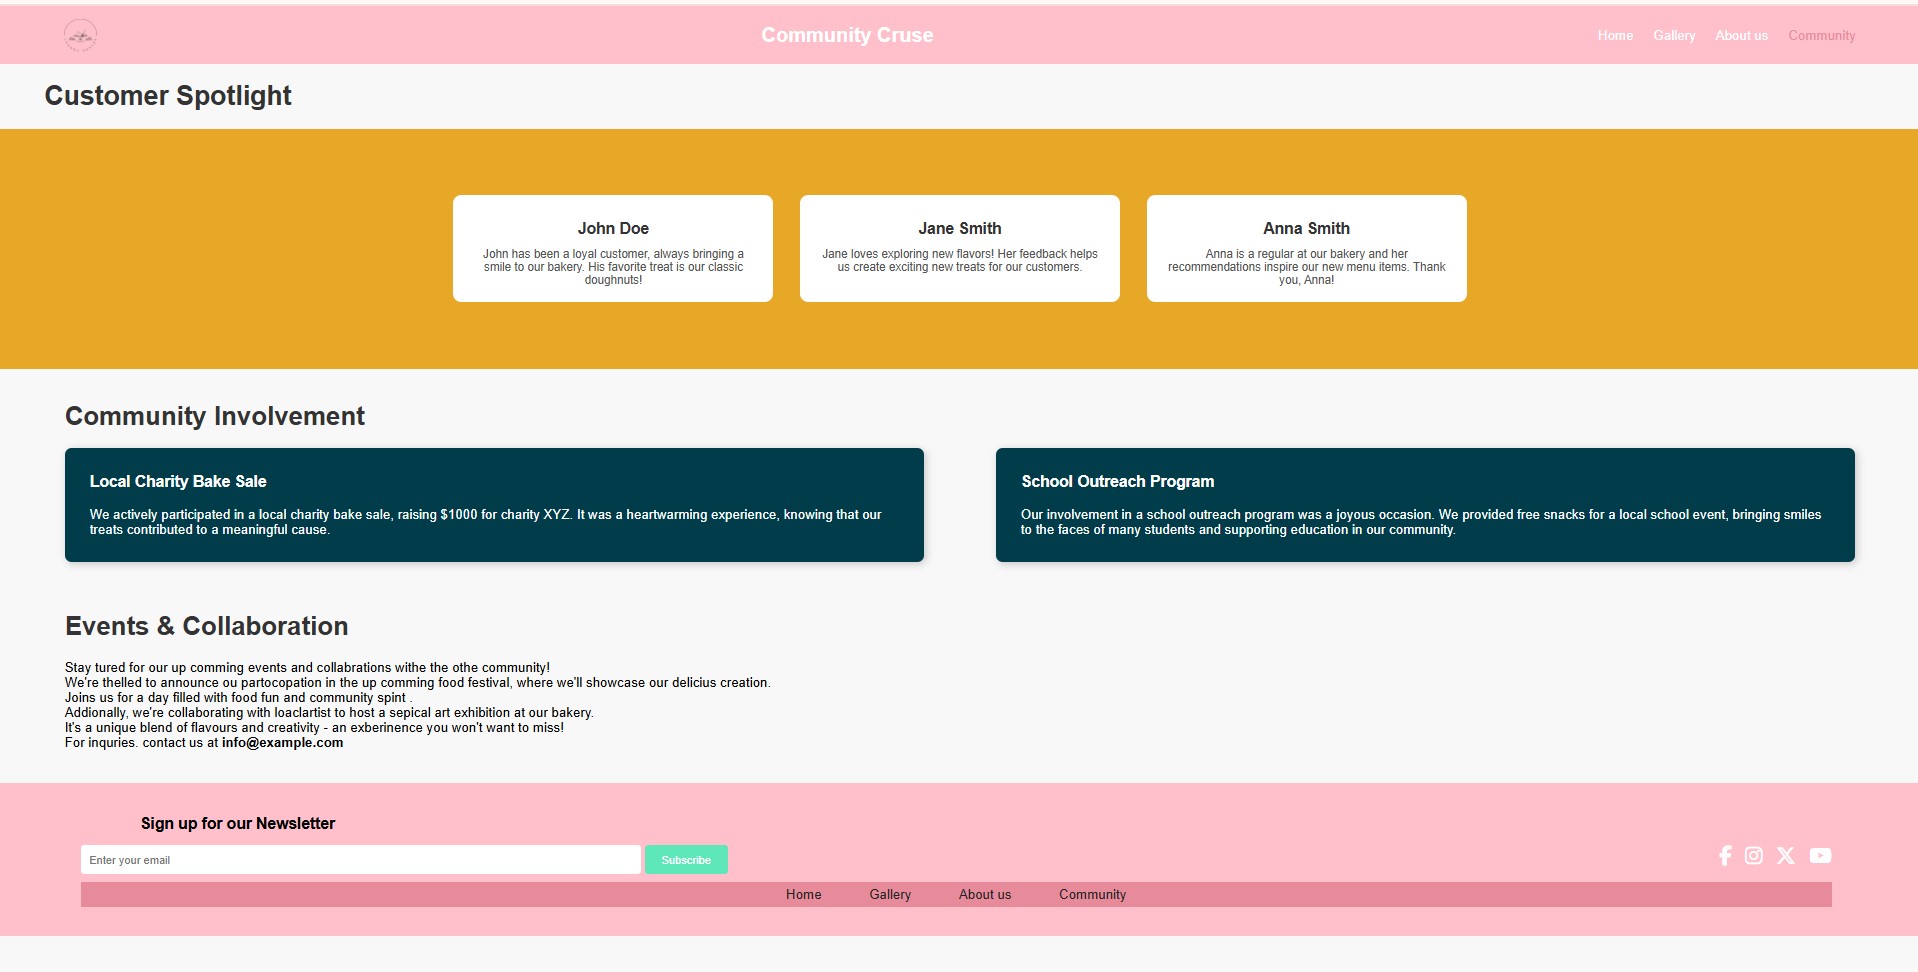 Community Cruse
Home Gallery About us Community
Customer Spotlight
John Doe
John has been a loyal customer, always bringing a
smile to our bakery. His favorite treat is our classic
doughnuts!
Jane Smith
Jane loves exploring new flavors! Her feedback helps
us create exciting new treats for our customers.
Anna Smith
Anna is a regular at our bakery and her
recommendations inspire our new menu items. Thank
you, Anna!
Community Involvement
Local Charity Bake Sale
We actively participated in a local charity bake sale, raising $1000 for charity XYZ. It was a heartwarming experience, knowing that our
treats contributed to a meaningful cause.
School Outreach Program
Our involvement in a school outreach program was a joyous occasion. We provided free snacks for a local school event, bringing smiles
to the faces of many students and supporting education in our community.
Events & Collaboration
Stay tured for our up comming events and collabrations withe the othe community!
We're thelled to announce ou partocopation in the up comming food festival, where we'll showcase our delicius creation.
Joins us for a day filled with food fun and community spint .
Addionally, we're collaborating with loaclartist to host a sepical art exhibition at our bakery.
It's a unique blend of flavours and creativity - an exberinence you won't want to miss!
For inquries. contact us at info@example.com
Sign up for our Newsletter
Enter your email Subscribe
Home Gallery About us Community